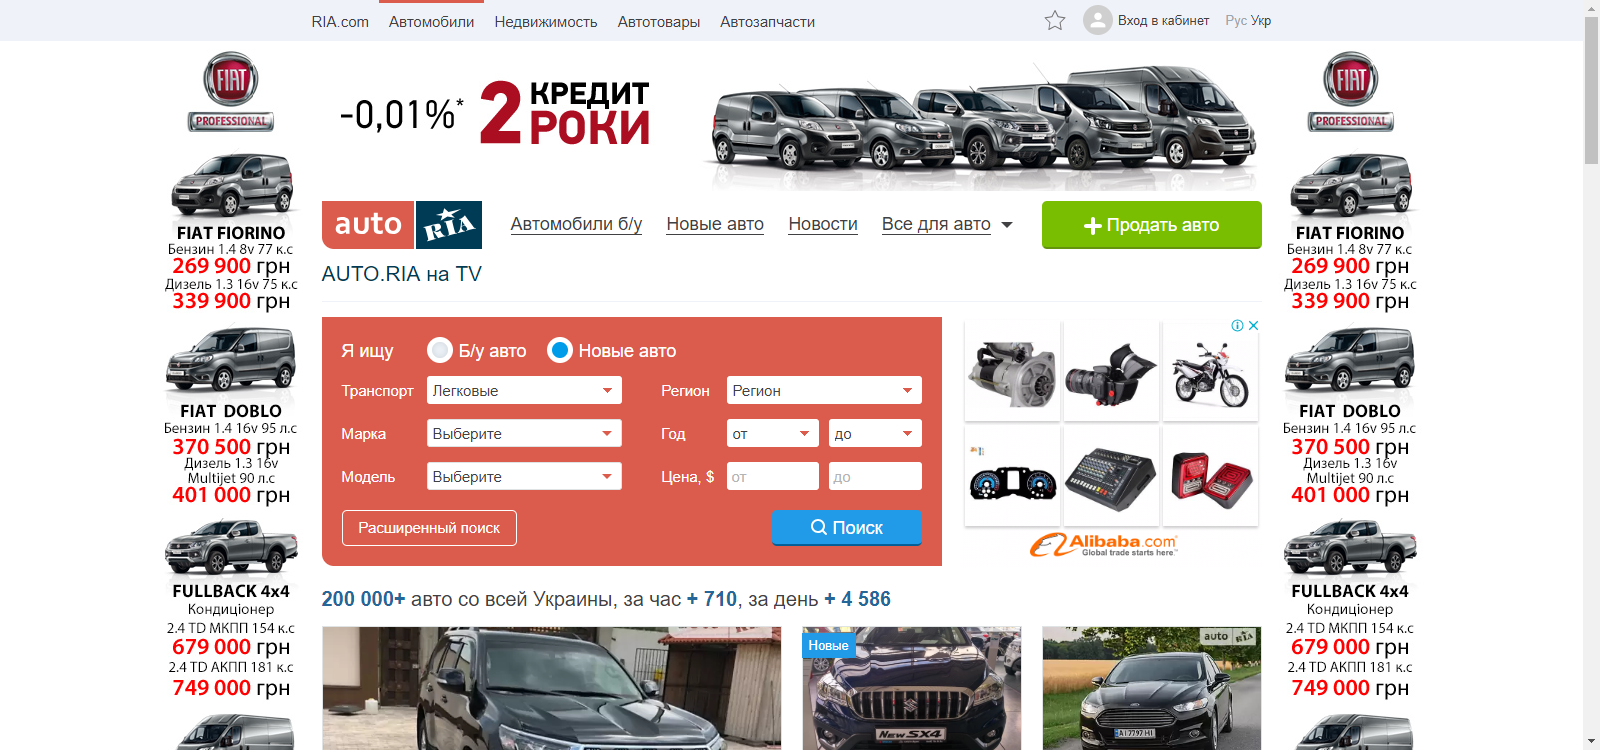 RIA.com Автомобили Недвижимость Автотовары Автозапчасти Вход в кабинет Рус Укр
FIAT
PROFESSIONAL
FIAT FIORINO
Бензин 1.4 8v 77 к.с
269 900 грн
Дизель 1.3 16v 75 к.с
339 900 грн
FIAT DOBLO
Бензин 1.4 16v 95 л.с
370 500 грн
Дизель 1.3 16v
Multijet 90 л.с
401 000 грн
FULLBACK 4x4
Кондиціонер
2.4 TD МКПП 154 к.с
679 000 грн
2.4 TD АКПП 181 к.с
749 000 грн
-0,01%* 2 КРЕДИТ
РОКИ
auto RIA Автомобили б/у Новые авто Новости Все для авто Продать авто
AUTO.RIA на TV
Я ищу Б/у авто Новые авто
Транспорт Легковые Регион Регион
Марка Выберите Год от до
Модель Выберите Цена, $ от до
Расширенный поиск Поиск
Alibaba.com
Global trade starts here.™
200 000+ авто со всей Украины, за час + 710, за день + 4 586
Новые
New SX4
auto RIA
AI7797HI
FIAT
PROFESSIONAL
FIAT FIORINO
Бензин 1.4 8v 77 к.с
269 900 грн
Дизель 1.3 16v 75 к.с
339 900 грн
FIAT DOBLO
Бензин 1.4 16v 95 л.с
370 500 грн
Дизель 1.3 16v
Multijet 90 л.с
401 000 грн
FULLBACK 4x4
Кондиціонер
2.4 TD МКПП 154 к.с
679 000 грн
2.4 TD АКПП 181 к.с
749 000 грн